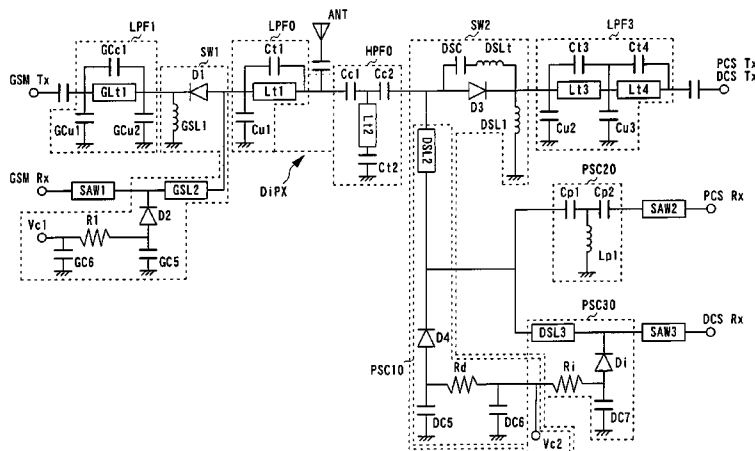 LPF1 LPF0 ANT SW2 LPF3
GCc1 SW1 Ct1 HPF0 DSC DSLt Ct3 Ct4
GSM Tx D1 Cc1 Cc2 PCS Tx
DCS Tx
GLt1 Lt1 D3 Lt3 Lt4
GCu1 GCu2 GSL1 Cu1 Lt2 DSL2 DSL1 Cu2 Cu3
Ct2
DiPX
GSM Rx SAW1 GSL2 PSC20
Cp1 Cp2 SAW2 PCS Rx
Vc1 R1 D2 Lp1
GC6 GC5
PSC30
DSL3 SAW3 DCS Rx
D4 Di
PSC10 Rd Ri
DC5 DC6 DC7
Vc2